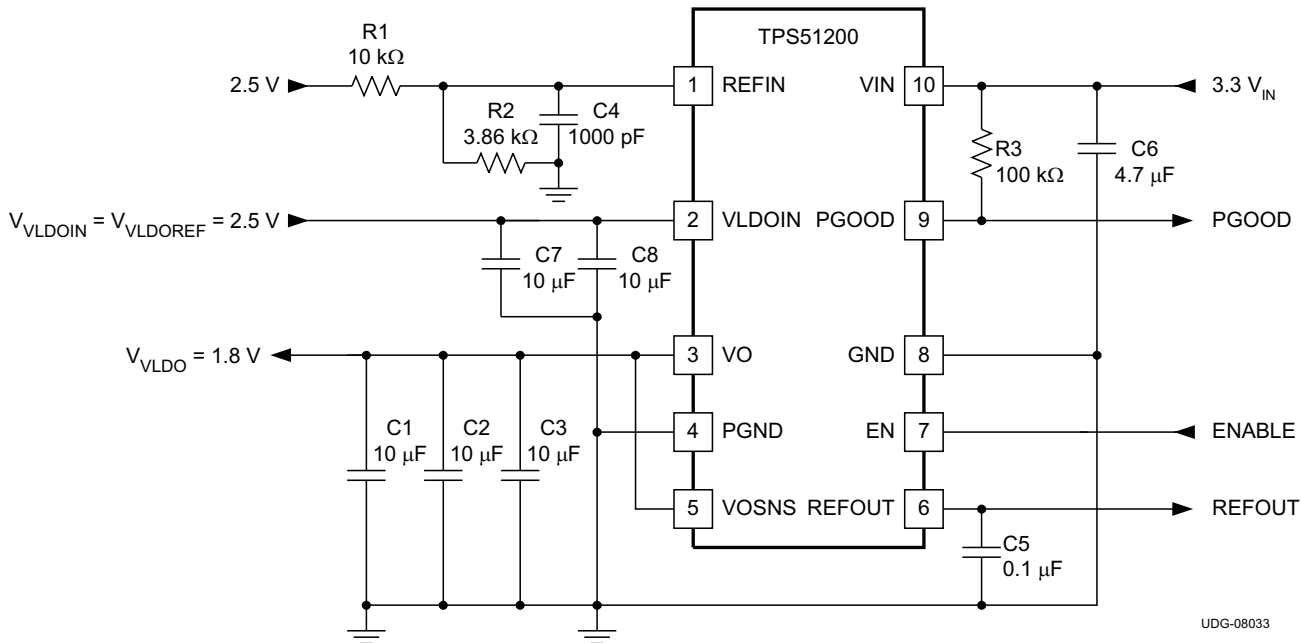 TPS51200
R1
10 kΩ
2.5 V
1 REFIN
VIN 10
3.3 V_IN
R2
3.86 kΩ
C4
1000 pF
R3
100 kΩ
C6
4.7 μF
V_VLDOIN = V_VLDOREF = 2.5 V
2 VLDOIN
PGOOD 9
PGOOD
C7
10 μF
C8
10 μF
V_VLDO = 1.8 V
3 VO
GND 8
C1
10 μF
C2
10 μF
C3
10 μF
4 PGND
EN 7
ENABLE
5 VOSNS
REFOUT 6
REFOUT
C5
0.1 μF
UDG-08033